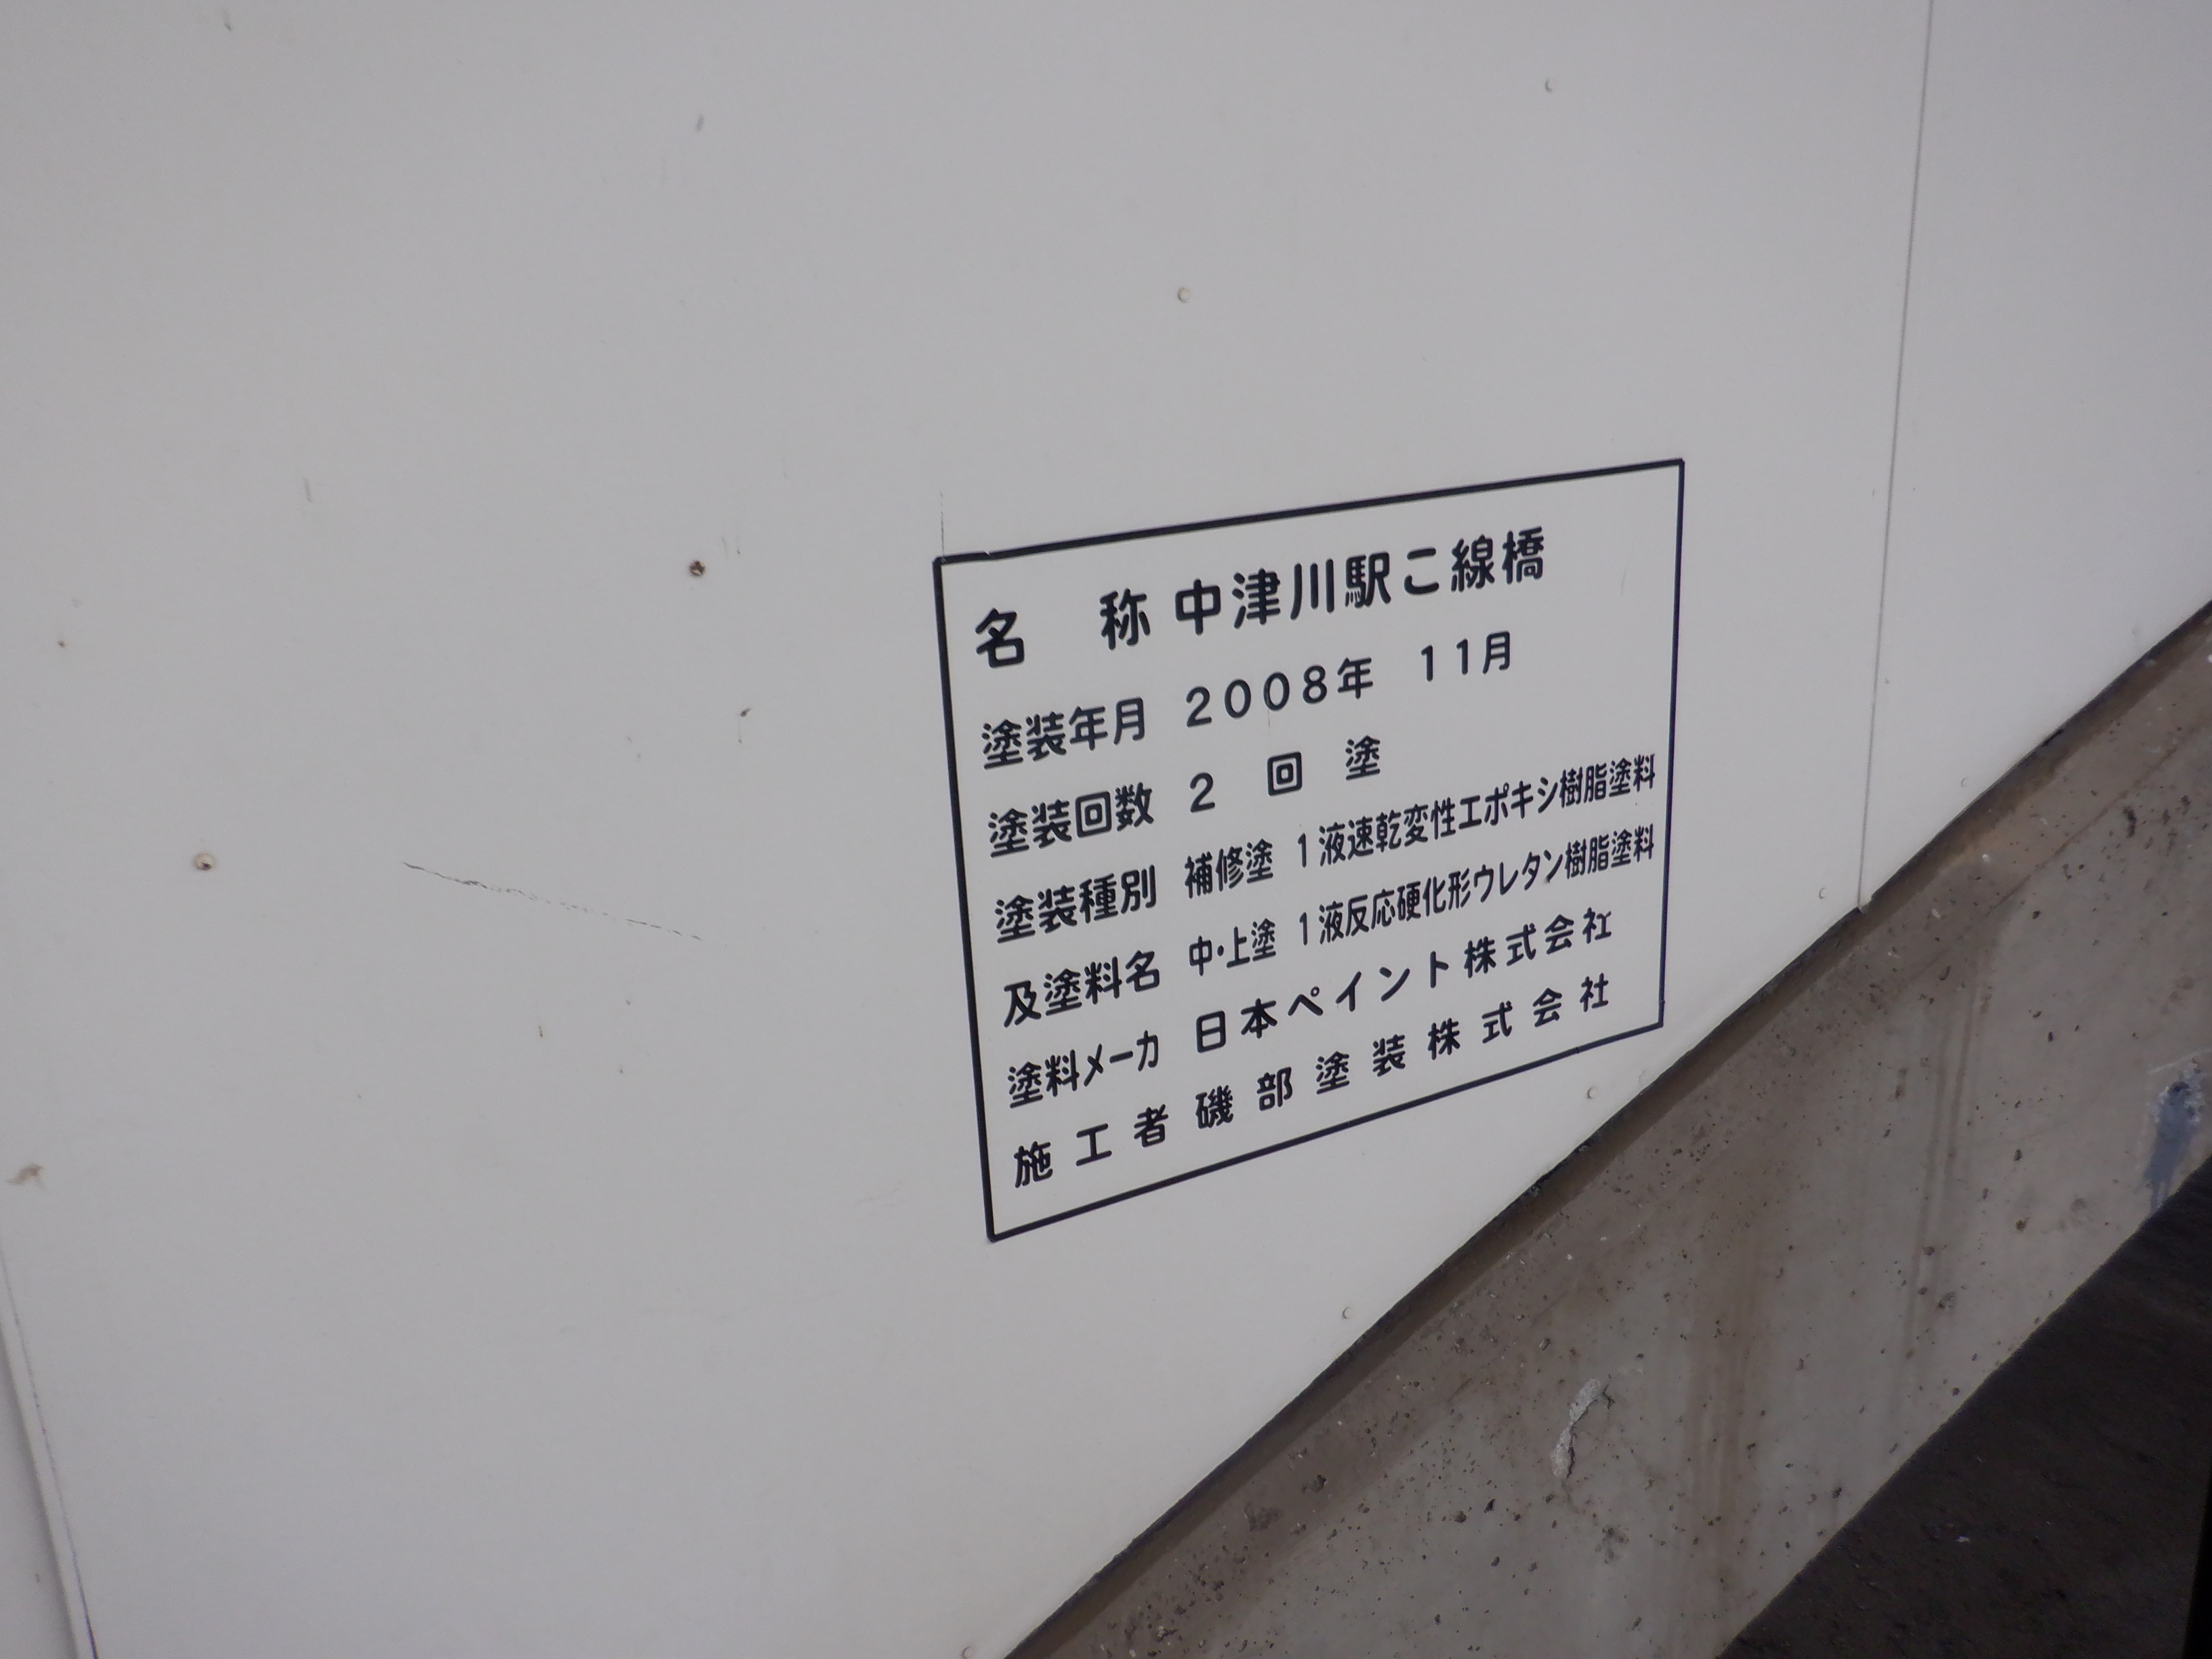 名 称 中津川駅こ線橋
塗装年月 2008年 11月
塗装回数 2 回 塗
塗装種別 補修塗 1液速乾変性エポキシ樹脂塗料
及塗料名 中・上塗 1液反応硬化形ウレタン樹脂塗料
塗料メーカ 日本ペイント株式会社
施工者 磯部塗装株式会社